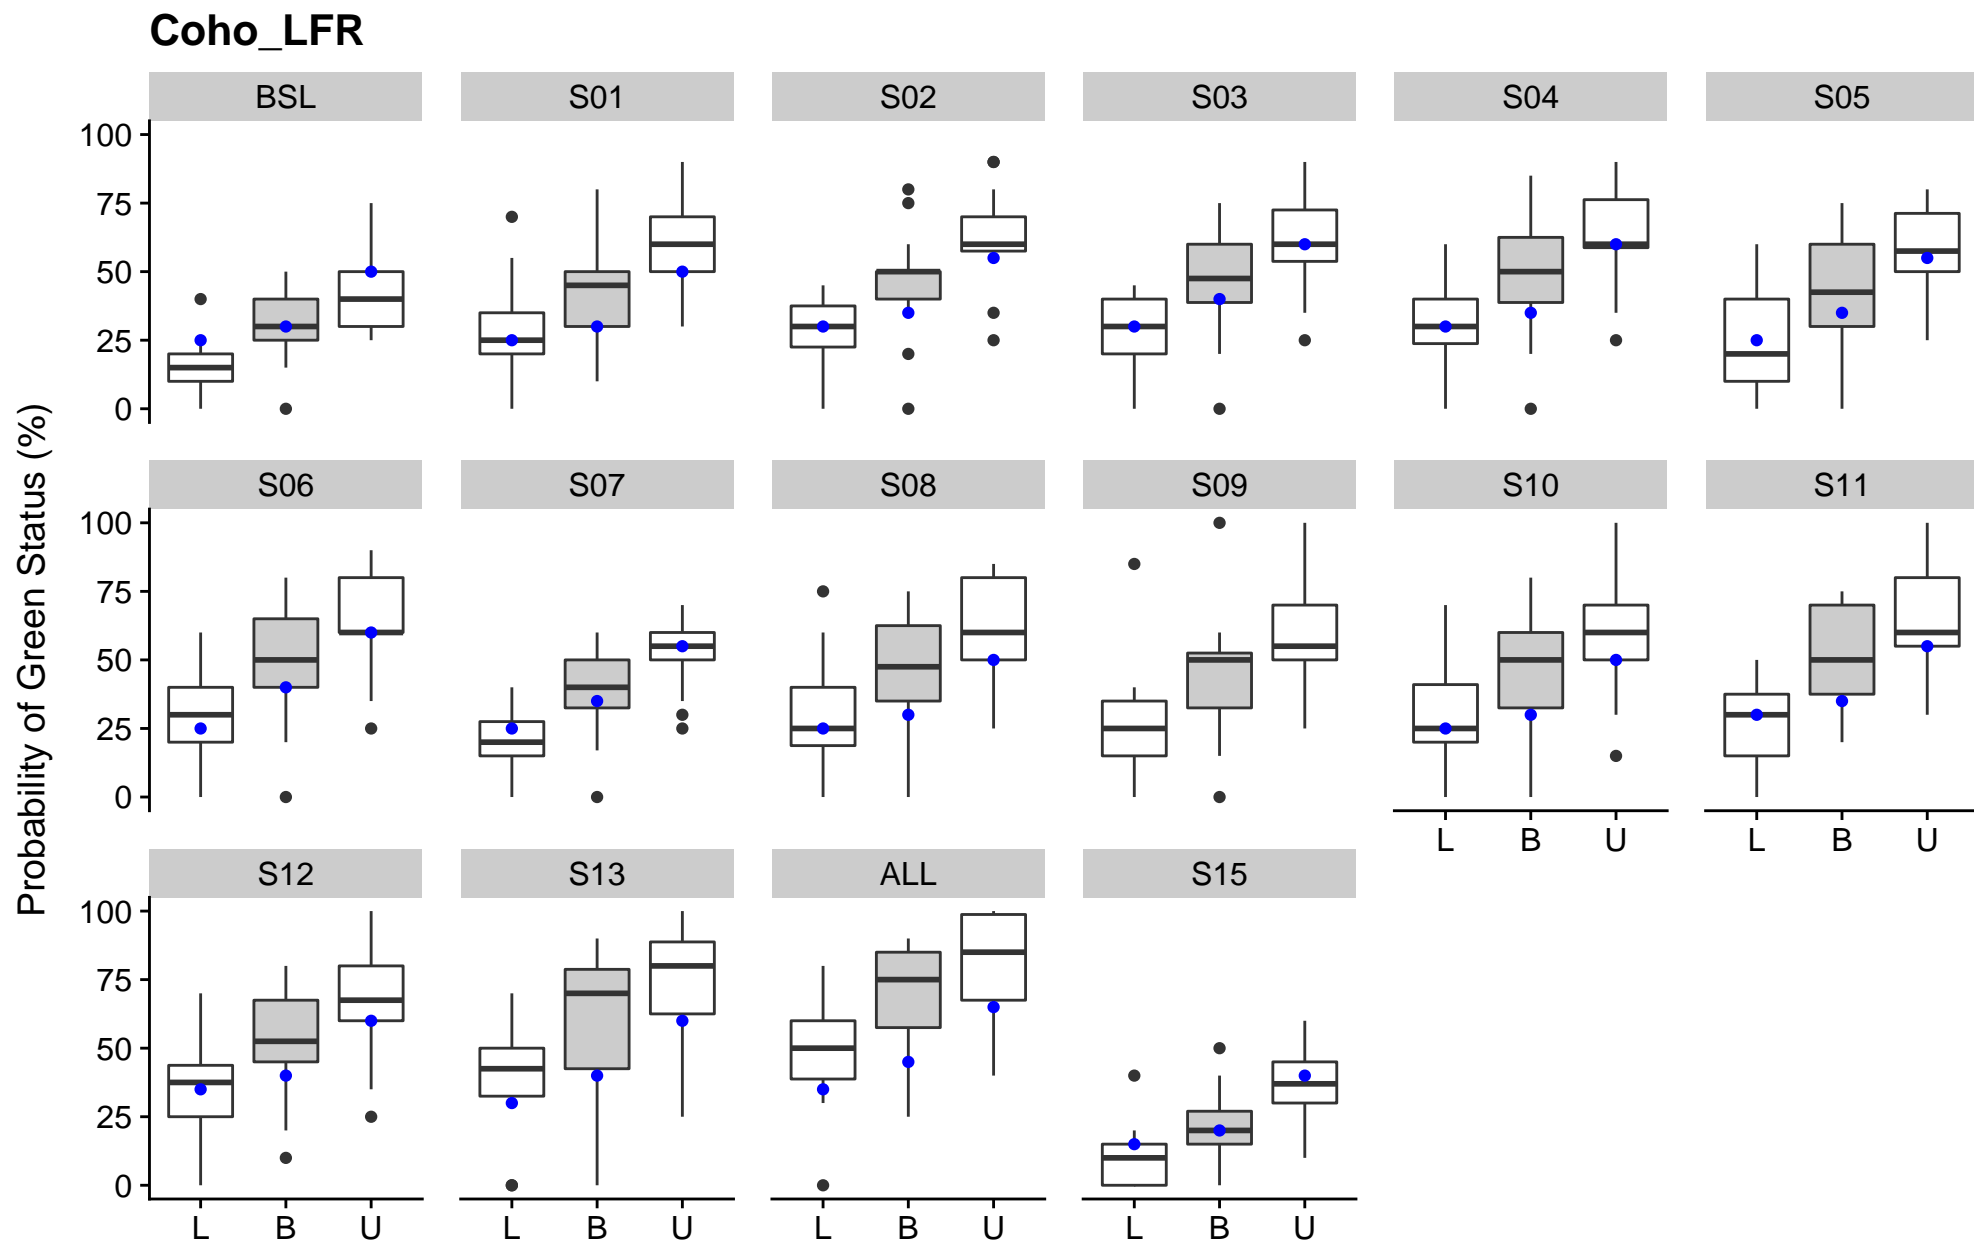 Coho_LFR
BSL S01 S02 S03 S04 S05
100
75
50
25
0
S06 S07 S08 S09 S10 S11
100
75
50
25
0
L B U L B U
S12 S13 ALL S15
100
75
50
25
0
L B U L B U L B U L B U
Probability of Green Status (%)